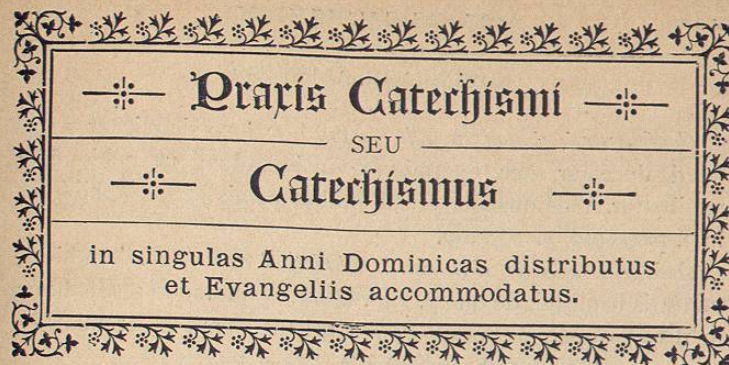 Praxis Catechismi
SEU
Catechismus
in singulas Anni Dominicas distributus
et Evangeliis accommodatus.